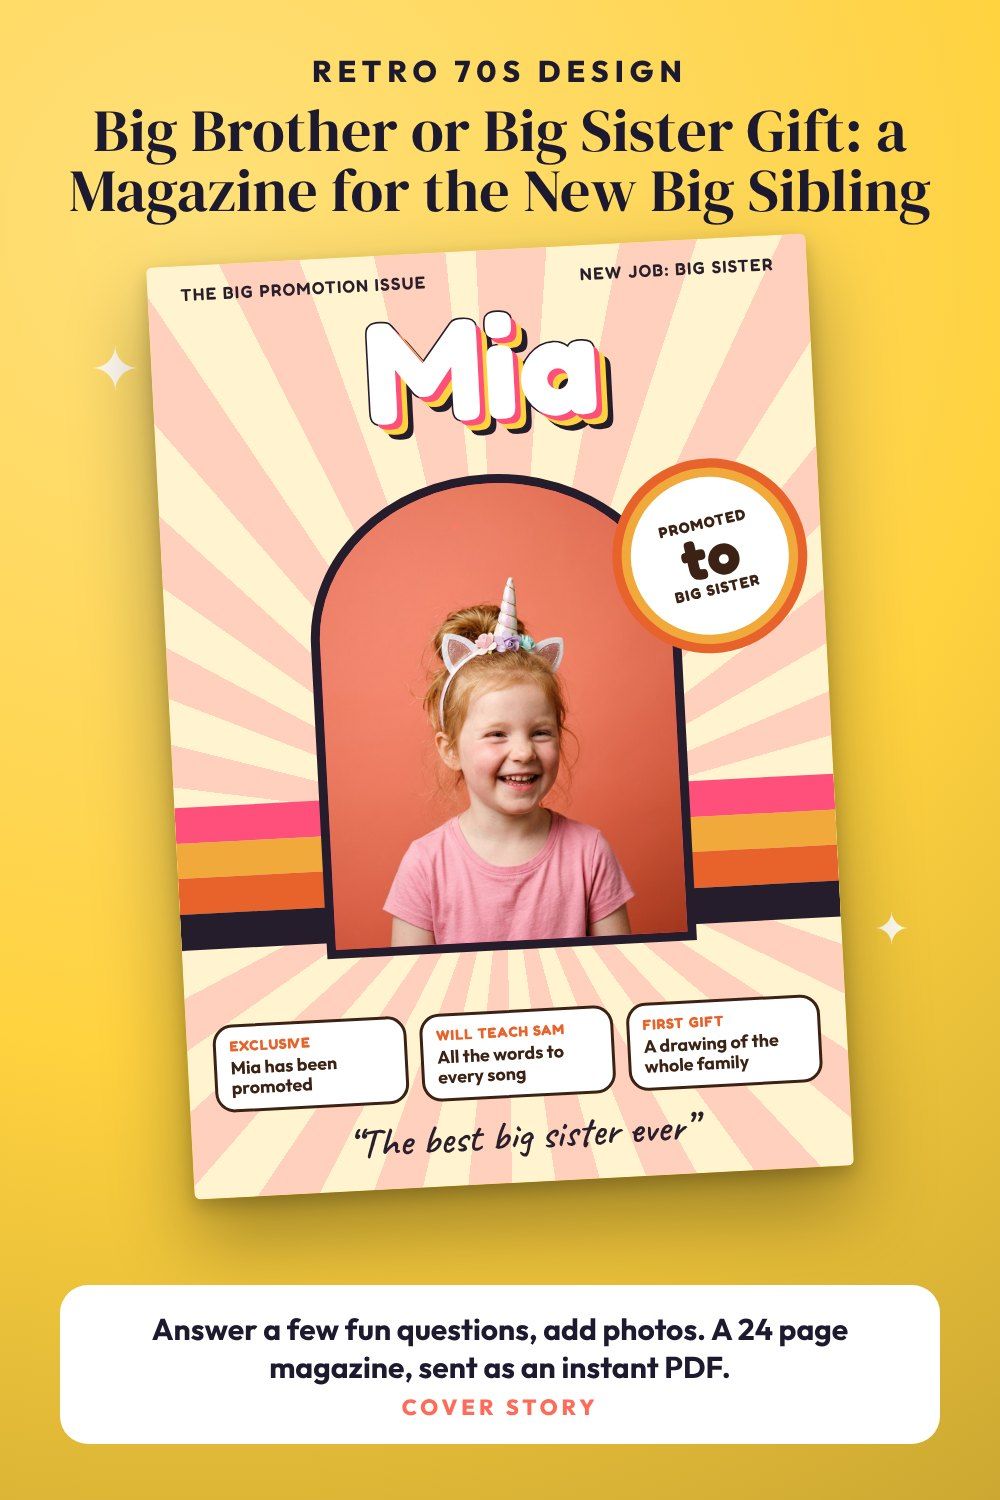 RETRO 70S DESIGN
Big Brother or Big Sister Gift: a
Magazine for the New Big Sibling
THE BIG PROMOTION ISSUE
NEW JOB: BIG SISTER
Mia
PROMOTED
to
BIG SISTER
EXCLUSIVE
Mia has been
promoted
WILL TEACH SAM
All the words to
every song
FIRST GIFT
A drawing of the
whole family
“The best big sister ever”
Answer a few fun questions, add photos. A 24 page
magazine, sent as an instant PDF.
COVER STORY